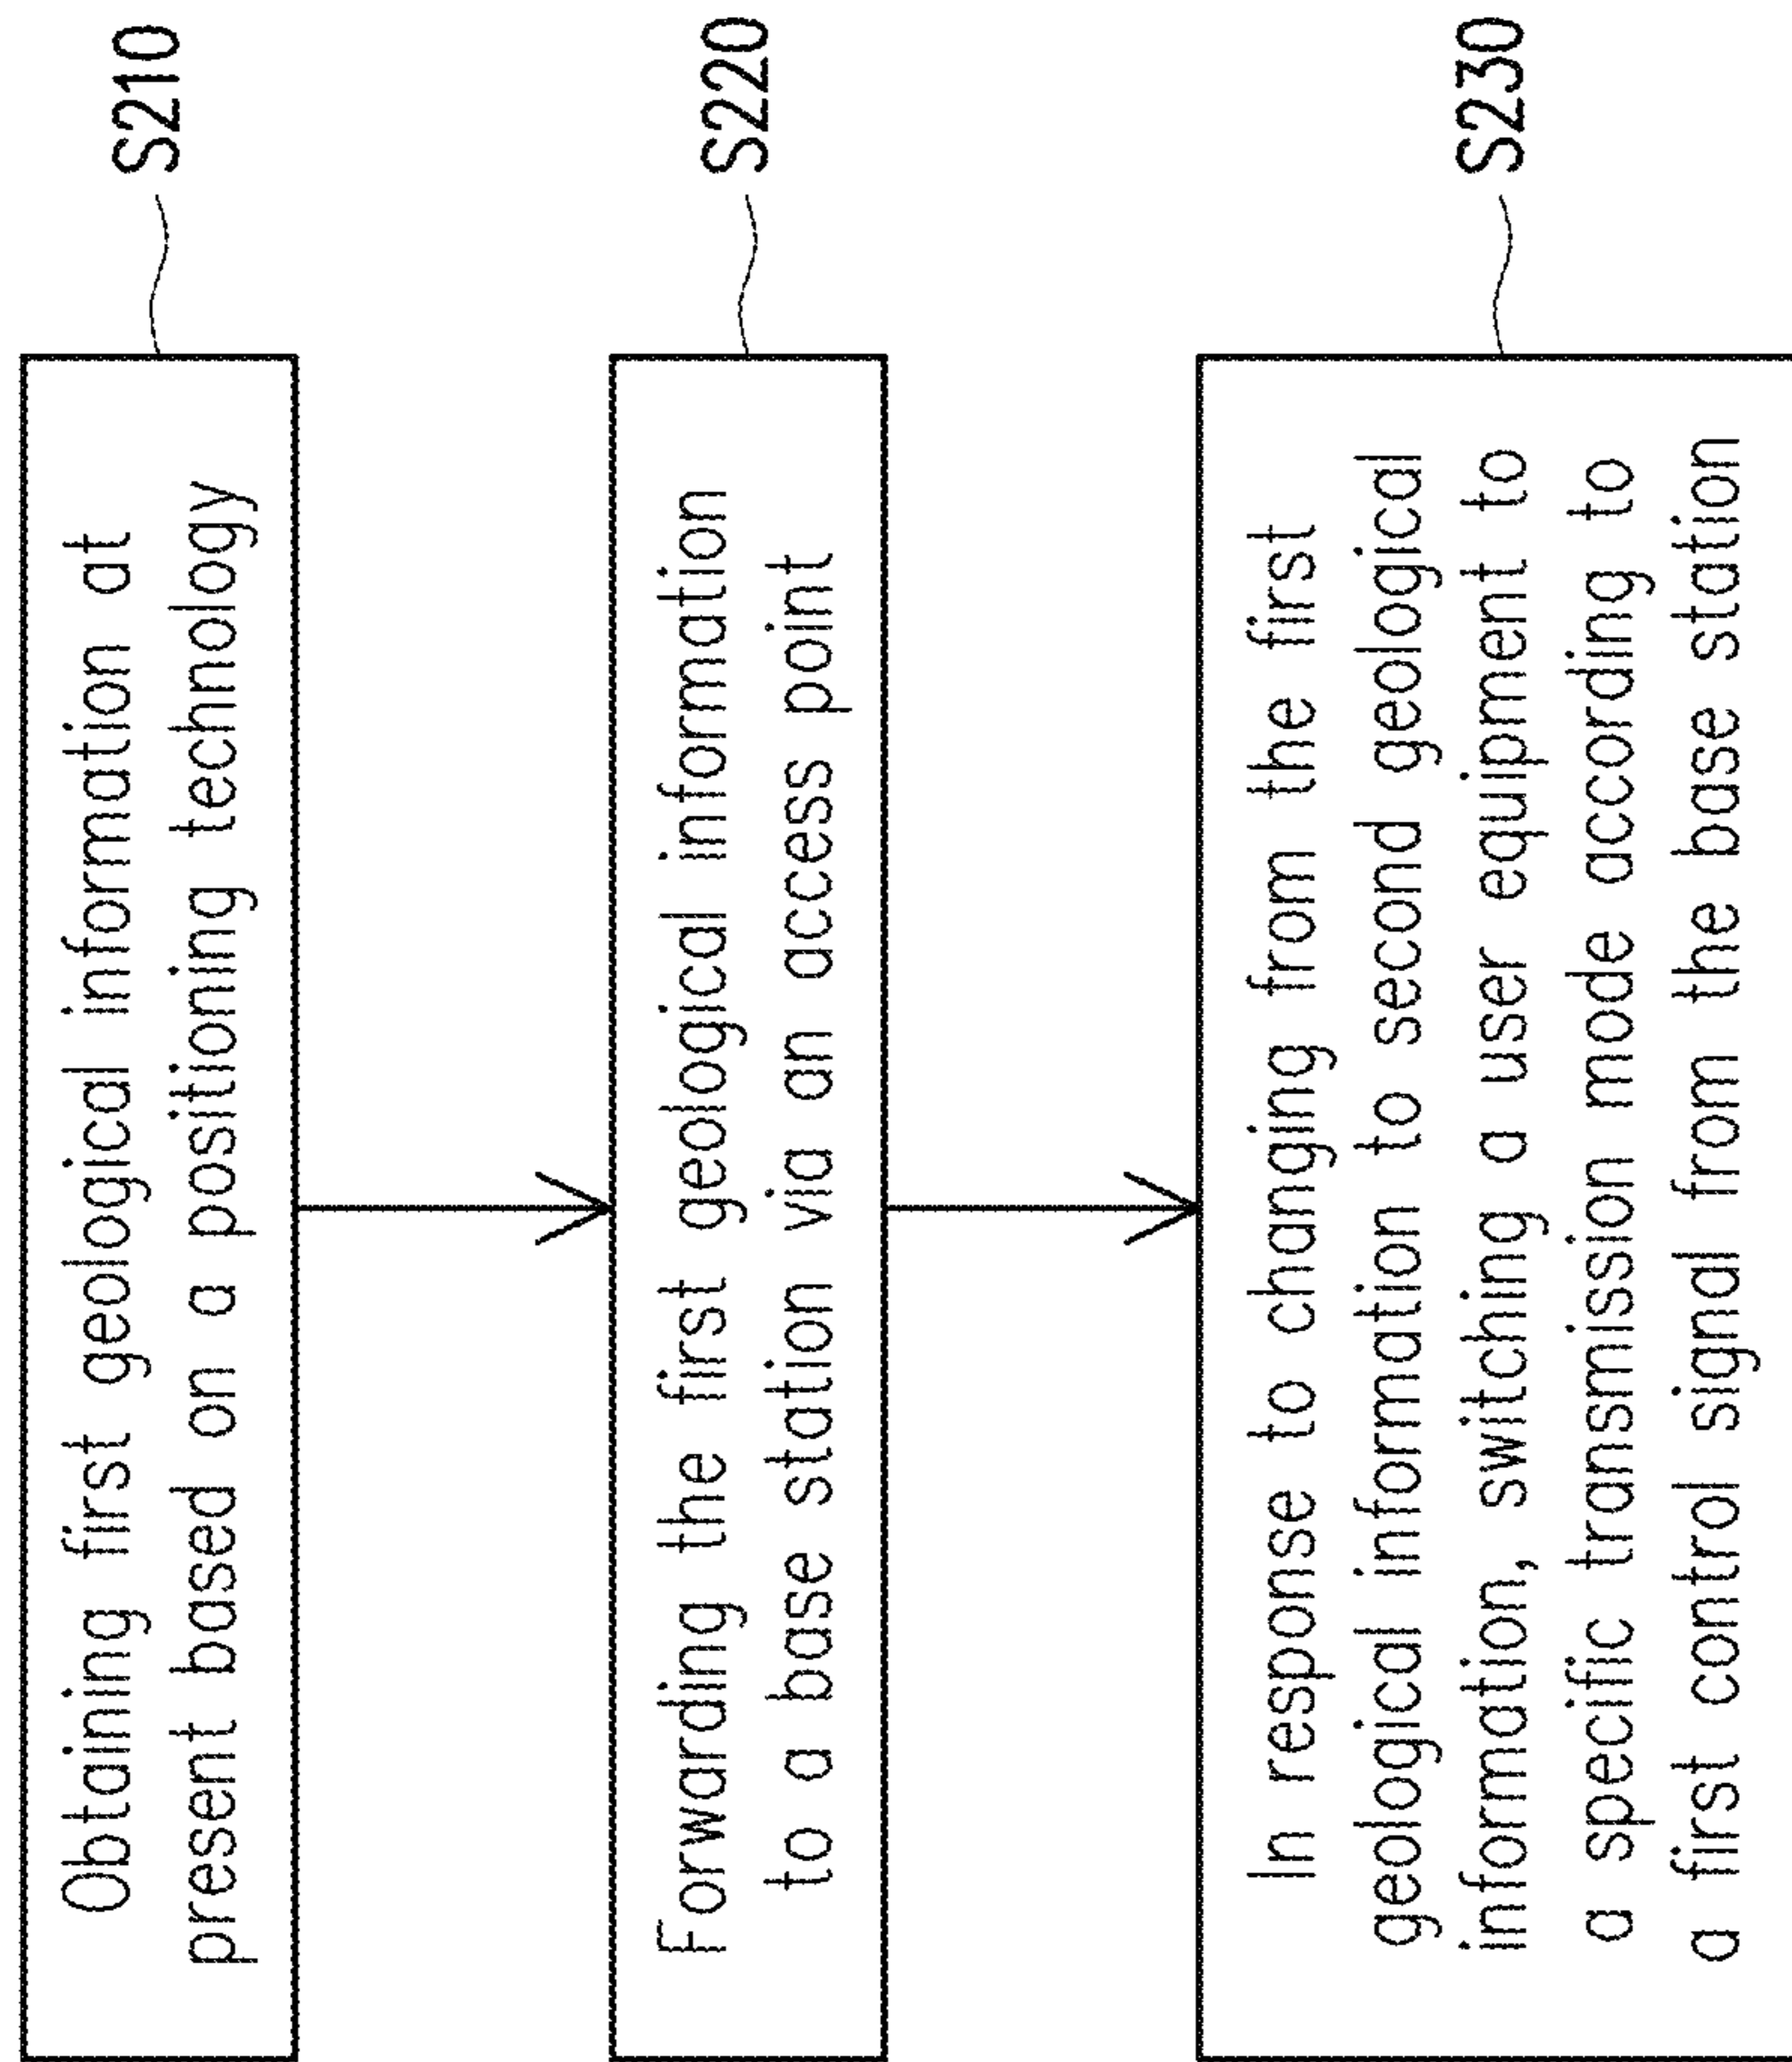 Obtaining first geological information at
present based on a positioning technology
S210
Forwarding the first geological information
to a base station via an access point
S220
In response to changing from the first
geological information to second geological
information, switching a user equipment to
a specific transmission mode according to
a first control signal from the base station
S230